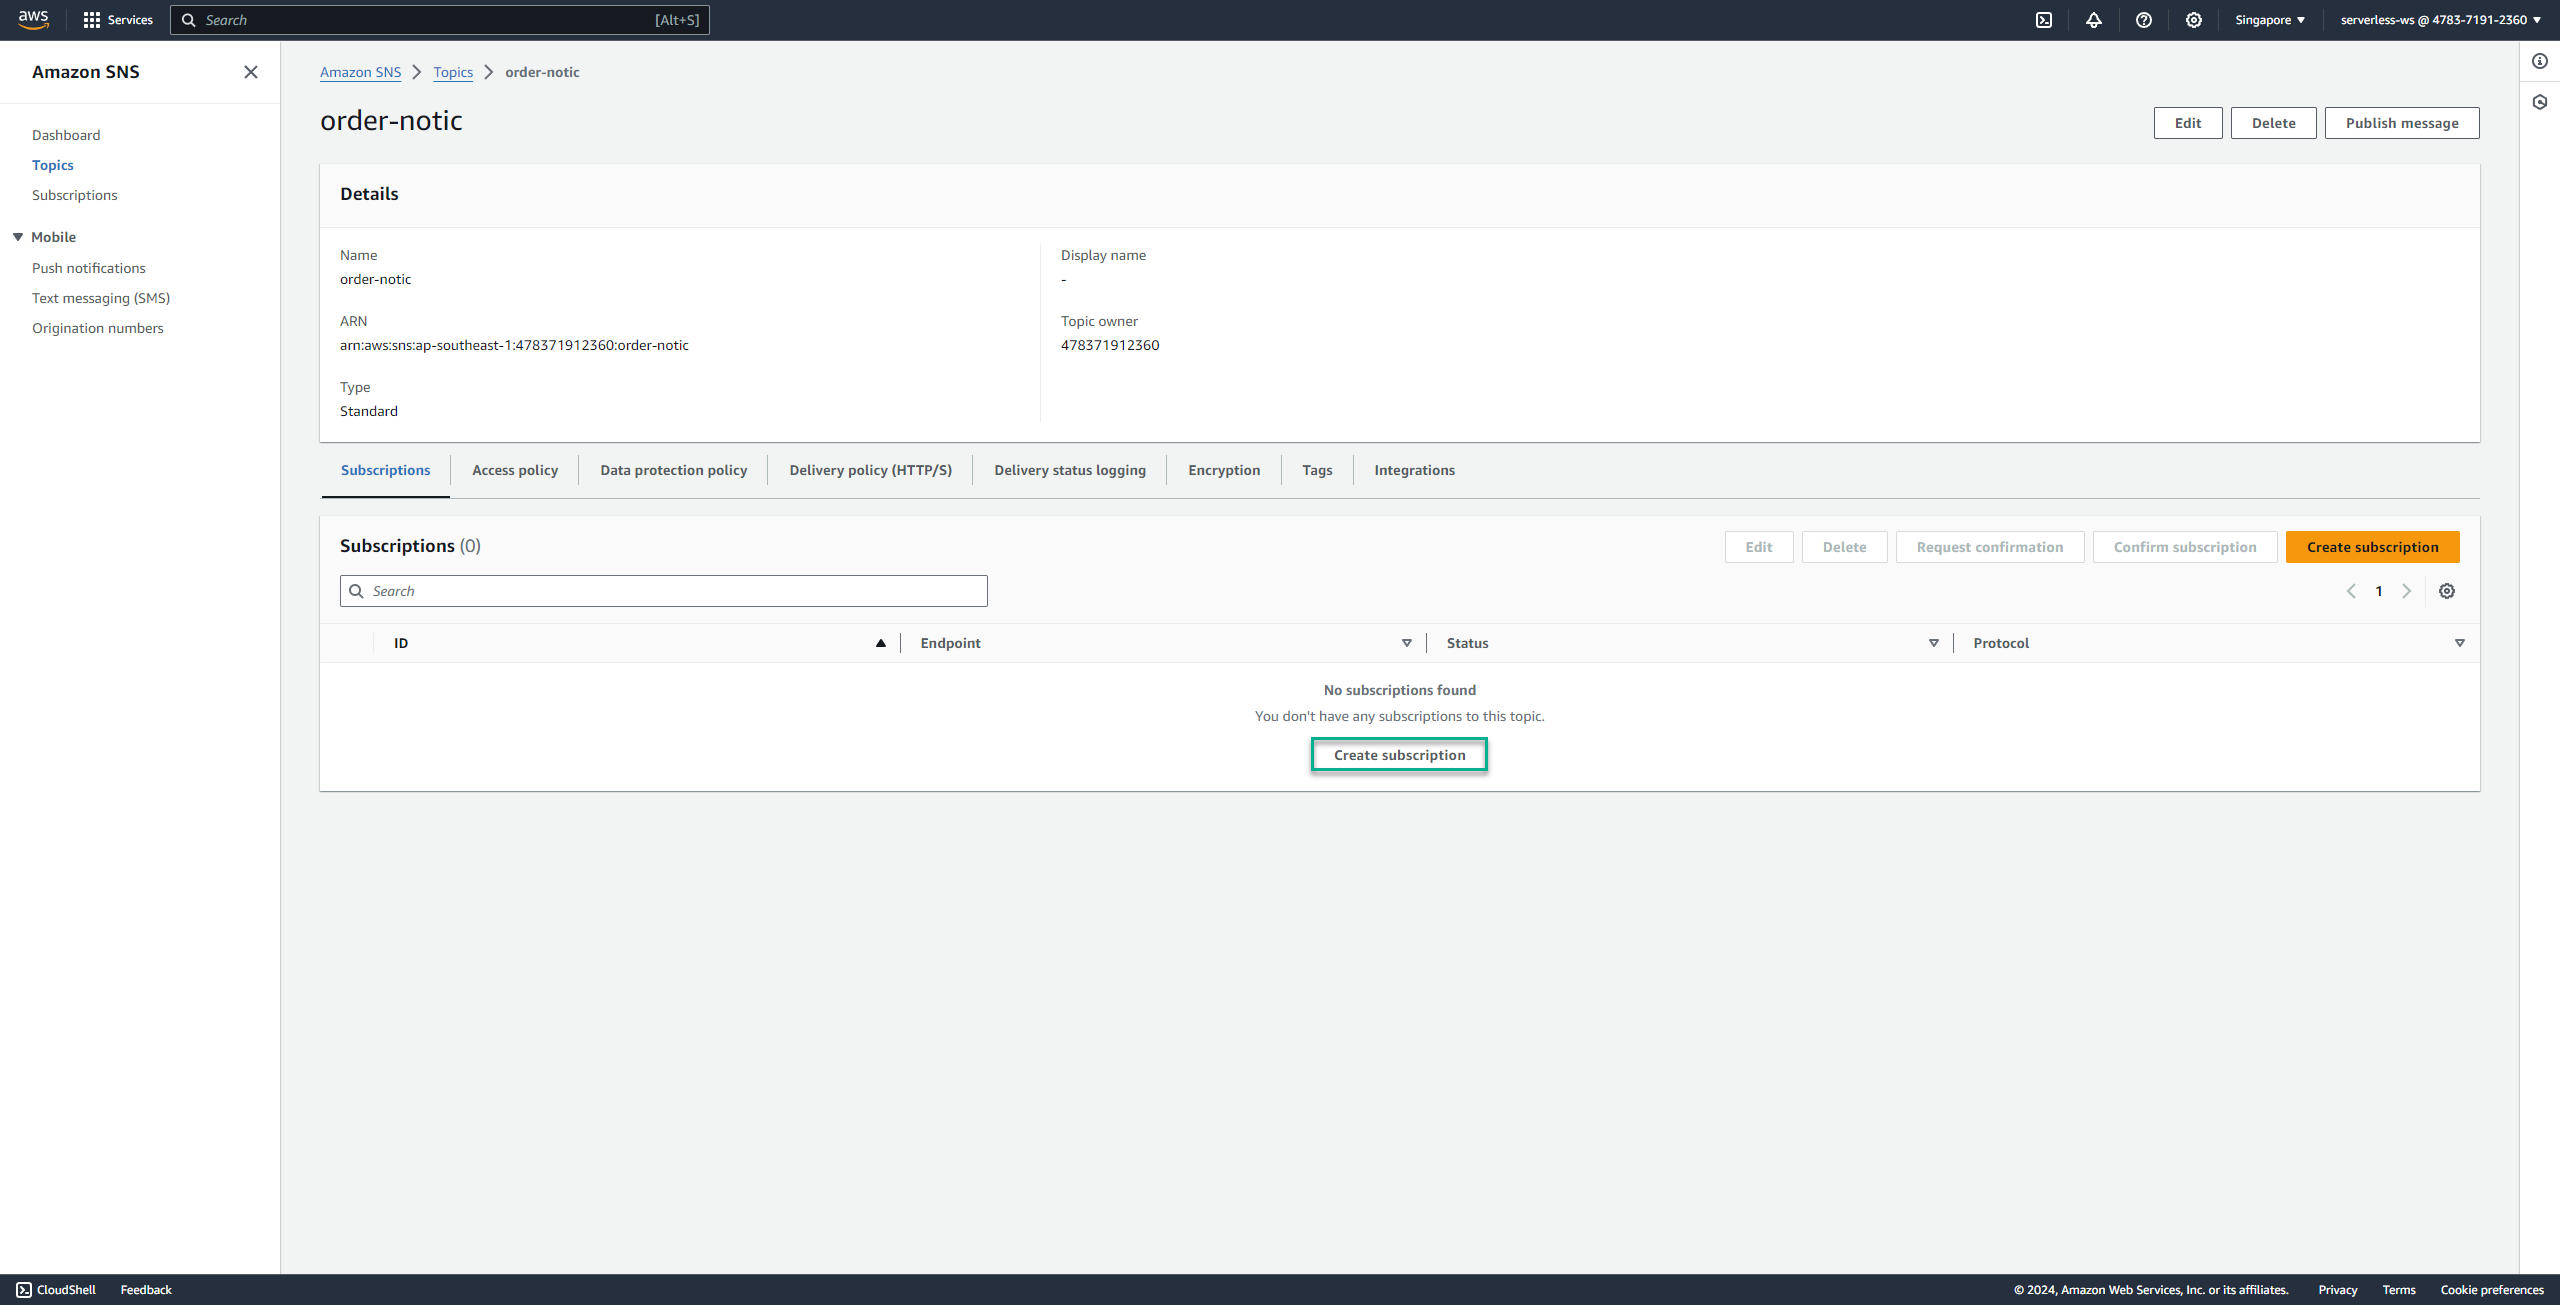 aws Services Search [Alt+S] Singapore serverless-ws @ 4783-7191-2360
Amazon SNS
Dashboard
Topics
Subscriptions
Mobile
Push notifications
Text messaging (SMS)
Origination numbers
Amazon SNS Topics order-notic
order-notic
Edit Delete Publish message
Details
Name
order-notic
ARN
arn:aws:sns:ap-southeast-1:478371912360:order-notic
Type
Standard
Display name
-
Topic owner
478371912360
Subscriptions Access policy Data protection policy Delivery policy (HTTP/S) Delivery status logging Encryption Tags Integrations
Subscriptions (0)
Edit Delete Request confirmation Confirm subscription Create subscription
Search
1
ID Endpoint Status Protocol
No subscriptions found
You don't have any subscriptions to this topic.
Create subscription
CloudShell Feedback © 2024, Amazon Web Services, Inc. or its affiliates. Privacy Terms Cookie preferences